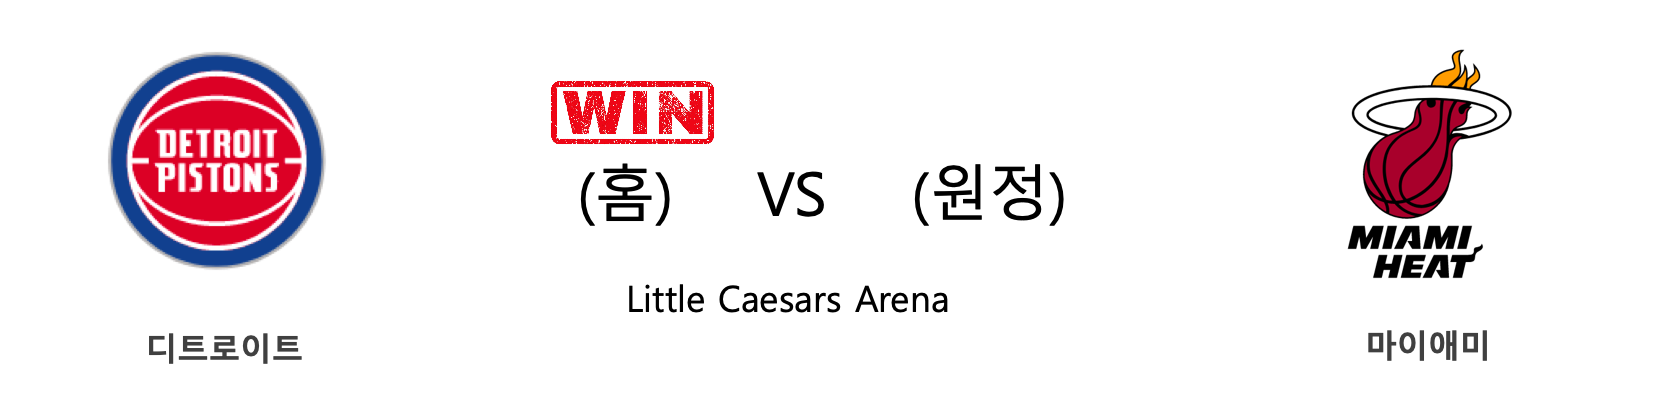 DETROIT
PISTONS
디트로이트
WIN
(홈) VS (원정)
Little Caesars Arena
MIAMI
HEAT
마이애미